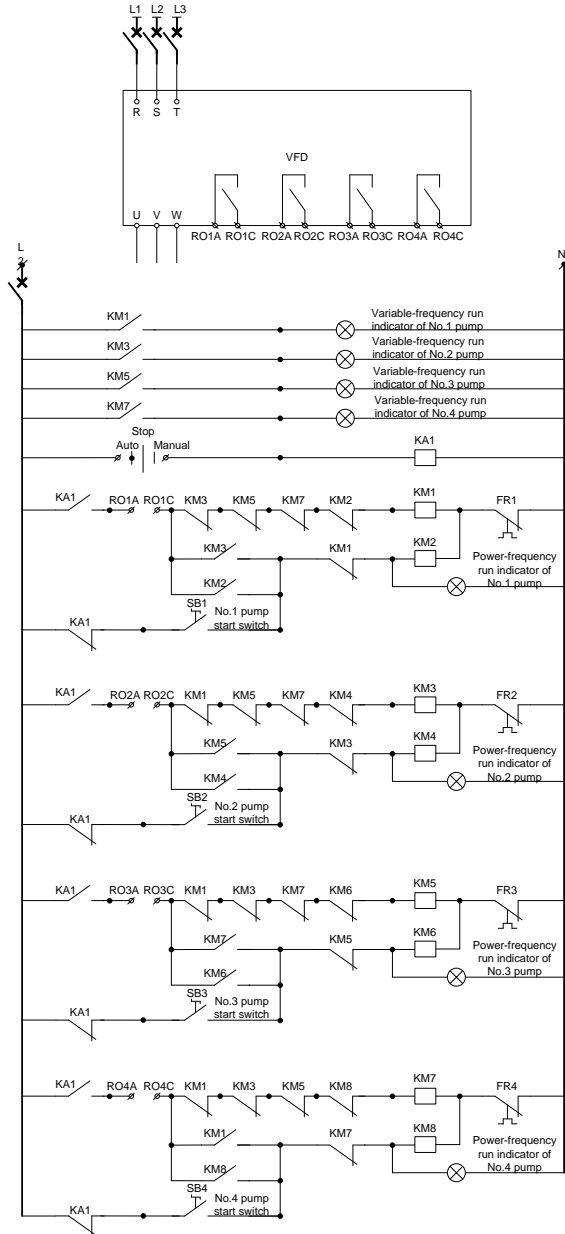 L1 L2 L3
R S T
VFD
U V W
RO1A RO1C RO2A RO2C RO3A RO3C RO4A RO4C
L
2
N
KM1
Variable-frequency run
indicator of No.1 pump
KM3
Variable-frequency run
indicator of No.2 pump
KM5
Variable-frequency run
indicator of No.3 pump
KM7
Variable-frequency run
indicator of No.4 pump
Stop
Auto Manual
KA1
KA1 RO1A RO1C KM3 KM5 KM7 KM2 KM1 FR1
KM3 KM1 KM2
Power-frequency
run indicator of
No.1 pump
KM2
SB1
No.1 pump
start switch
KA1
KA1 RO2A RO2C KM1 KM5 KM7 KM4 KM3 FR2
KM5 KM3 KM4
Power-frequency
run indicator of
No.2 pump
KM4
SB2
No.2 pump
start switch
KA1
KA1 RO3A RO3C KM1 KM3 KM7 KM6 KM5 FR3
KM7 KM5 KM6
Power-frequency
run indicator of
No.3 pump
KM6
SB3
No.3 pump
start switch
KA1
KA1 RO4A RO4C KM1 KM3 KM5 KM8 KM7 FR4
KM1 KM7 KM8
Power-frequency
run indicator of
No.4 pump
KM8
SB4
No.4 pump
start switch
KA1